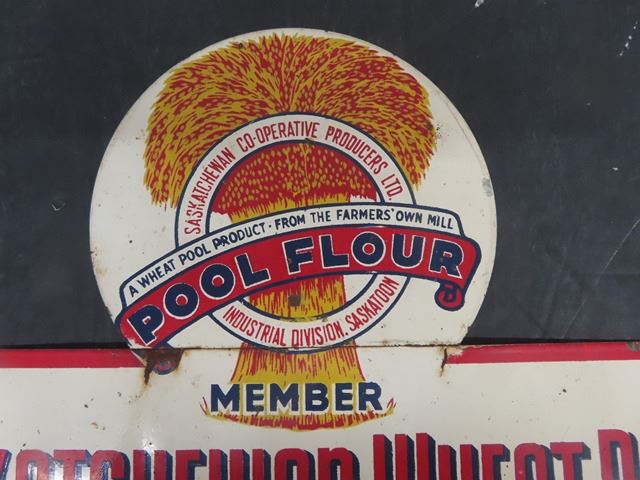 SASKATCHEWAN CO-OPERATIVE PRODUCERS LTD.
A WHEAT POOL PRODUCT · FROM THE FARMERS' OWN MILL
POOL FLOUR
INDUSTRIAL DIVISION, SASKATOON
MEMBER
WHEAT